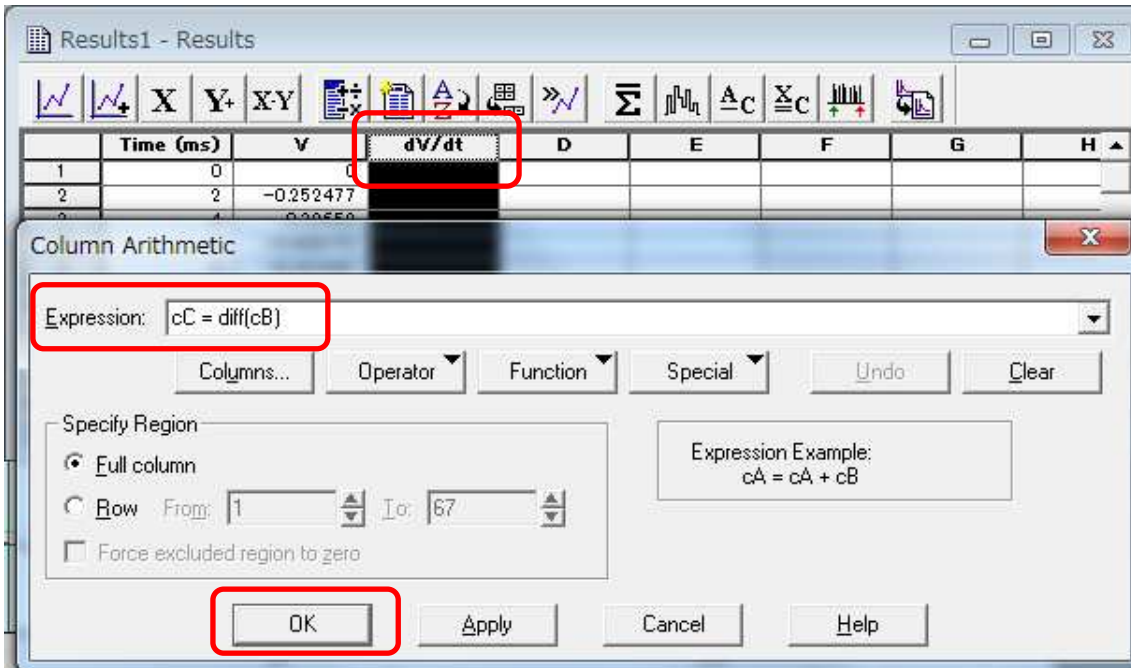 Results1 - Results
X Y+ X-Y A Z Σ Ac Xc
Time (ms) V dV/dt D E F G H
1 0 0
2 2 -0.252477
Column Arithmetic
Expression: cC = diff(cB)
Columns... Operator Function Special Undo Clear
Specify Region
Full column
Row From: 1 To: 67
Force excluded region to zero
Expression Example:
cA = cA + cB
OK Apply Cancel Help